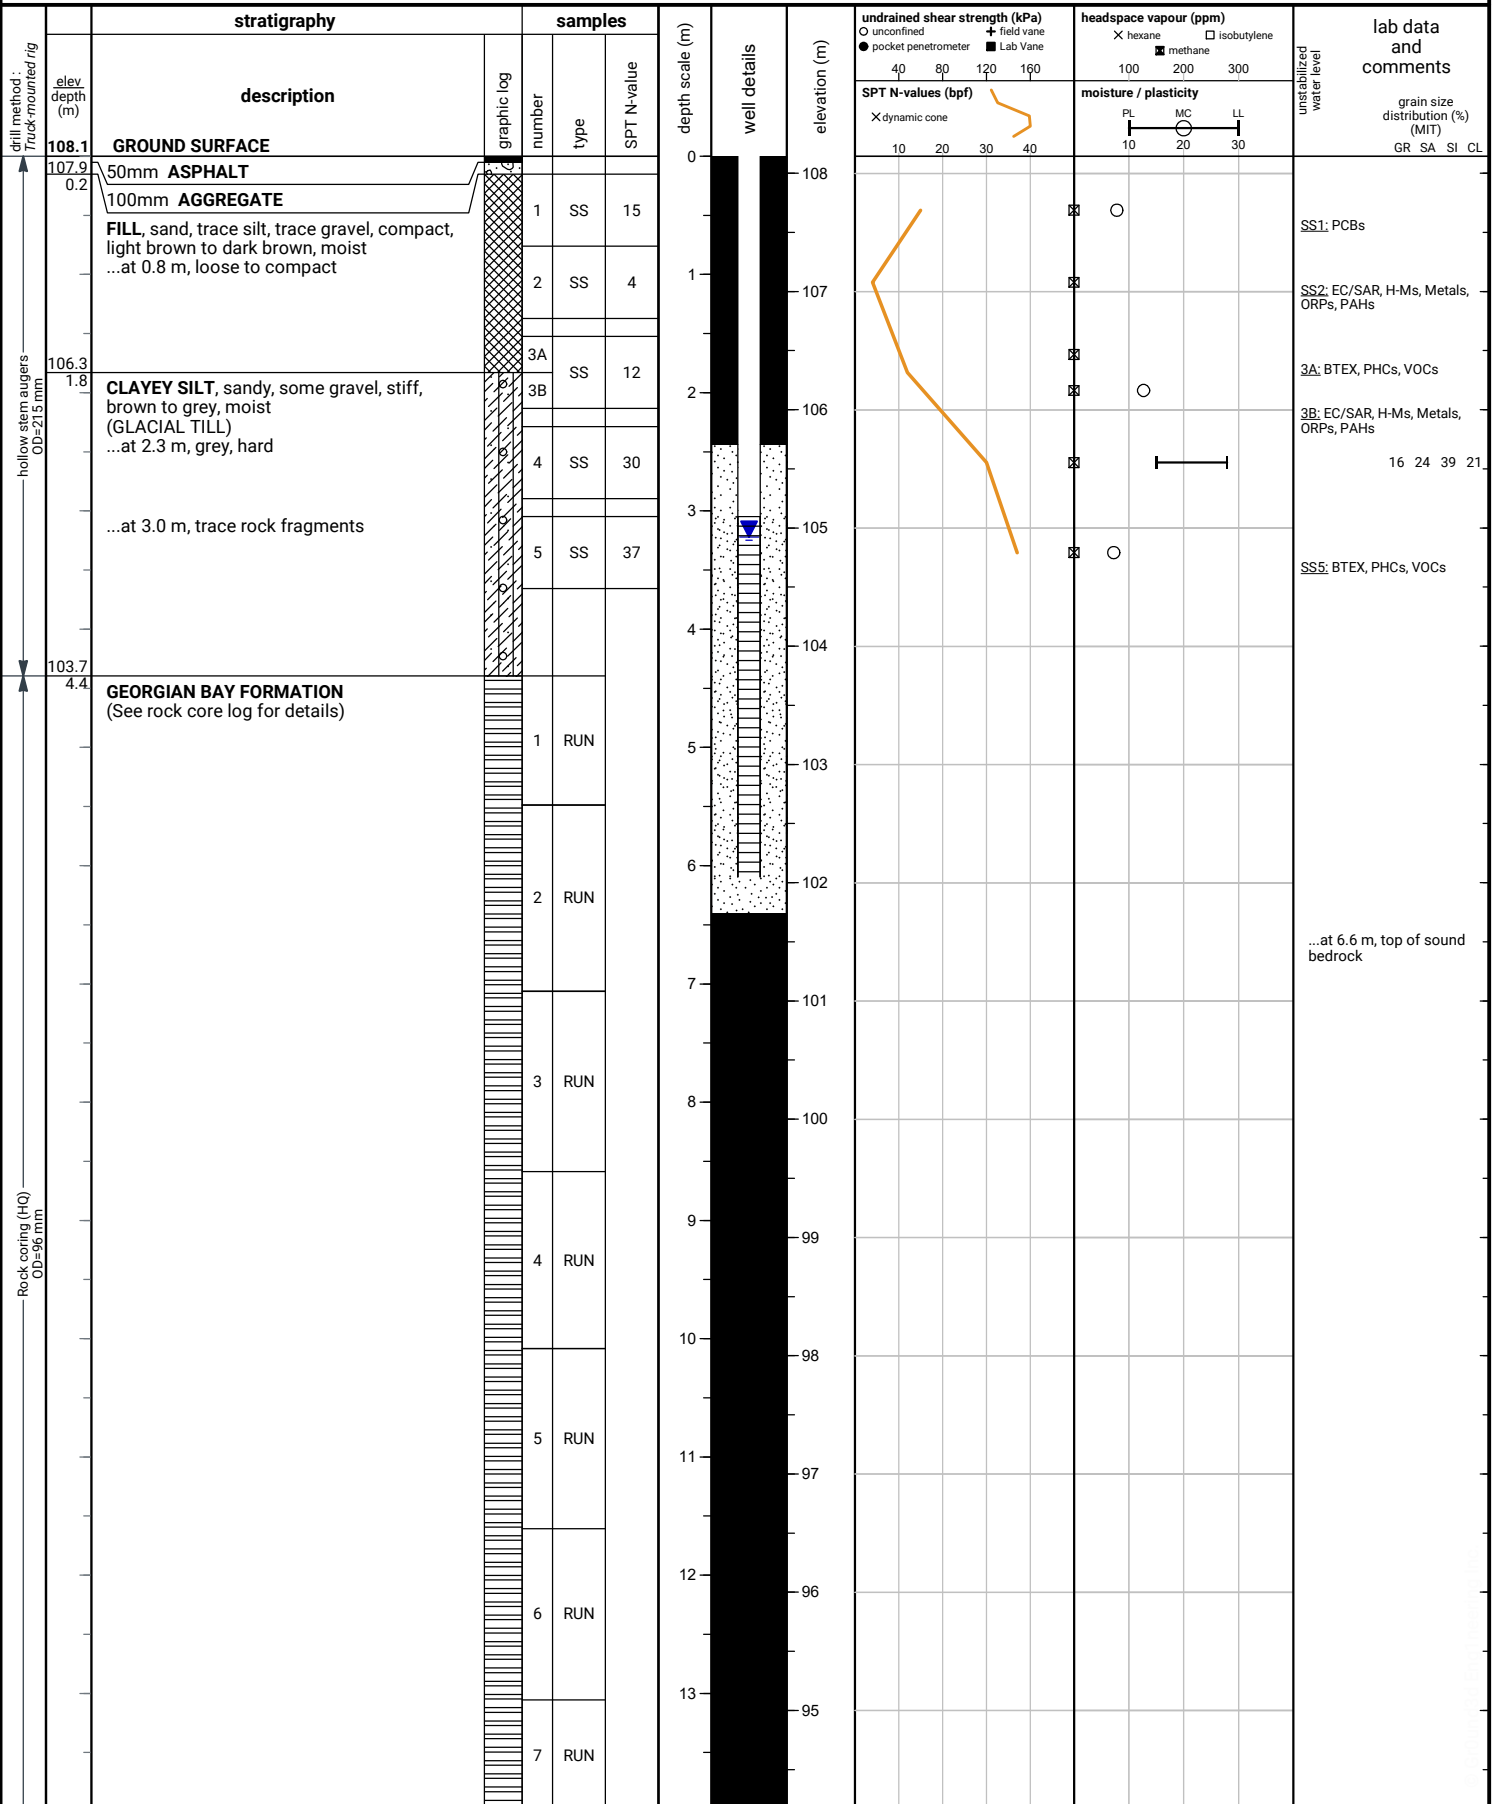 stratigraphy
samples
drill method :
Truck-mounted rig
elev
depth
(m)
description
graphic log
number
type
SPT N-value
depth scale (m)
well details
elevation (m)
undrained shear strength (kPa)
unconfined
field vane
pocket penetrometer
Lab Vane
40 80 120 160
SPT N-values (bpf)
dynamic cone
10 20 30 40
headspace vapour (ppm)
hexane
isobutylene
methane
100 200 300
moisture / plasticity
PL MC LL
10 20 30
unstabilized
water level
lab data
and
comments
grain size
distribution (%)
(MIT)
GR SA SI CL
108.1 GROUND SURFACE
107.9
0.2
50mm ASPHALT
100mm AGGREGATE
FILL, sand, trace silt, trace gravel, compact,
light brown to dark brown, moist
...at 0.8 m, loose to compact
106.3
1.8
CLAYEY SILT, sandy, some gravel, stiff,
brown to grey, moist
(GLACIAL TILL)
...at 2.3 m, grey, hard
...at 3.0 m, trace rock fragments
103.7
4.4
GEORGIAN BAY FORMATION
(See rock core log for details)
hollow stem augers
OD=215 mm
Rock coring (HQ)
OD=96 mm
1 SS 15
2 SS 4
3A
SS 12
3B
4 SS 30
5 SS 37
1 RUN
2 RUN
3 RUN
4 RUN
5 RUN
6 RUN
7 RUN
0
1
2
3
4
5
6
7
8
9
10
11
12
13
108
107
106
105
104
103
102
101
100
99
98
97
96
95
SS1: PCBs
SS2: EC/SAR, H-Ms, Metals,
ORPs, PAHs
3A: BTEX, PHCs, VOCs
3B: EC/SAR, H-Ms, Metals,
ORPs, PAHs
16 24 39 21
SS5: BTEX, PHCs, VOCs
...at 6.6 m, top of sound
bedrock